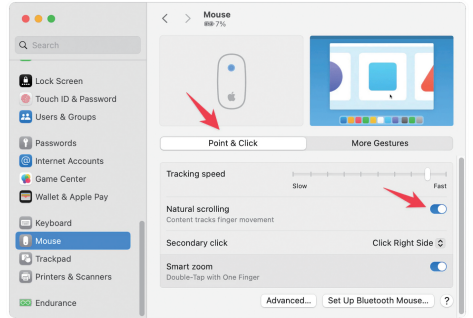 Mouse
7%
Search
Lock Screen
Touch ID & Password
Users & Groups
Passwords
Internet Accounts
Game Center
Wallet & Apple Pay
Keyboard
Mouse
Trackpad
Printers & Scanners
Endurance
Point & Click
More Gestures
Tracking speed
Slow
Fast
Natural scrolling
Content tracks finger movement
Secondary click
Click Right Side
Smart zoom
Double-Tap with One Finger
Advanced...
Set Up Bluetooth Mouse...
?